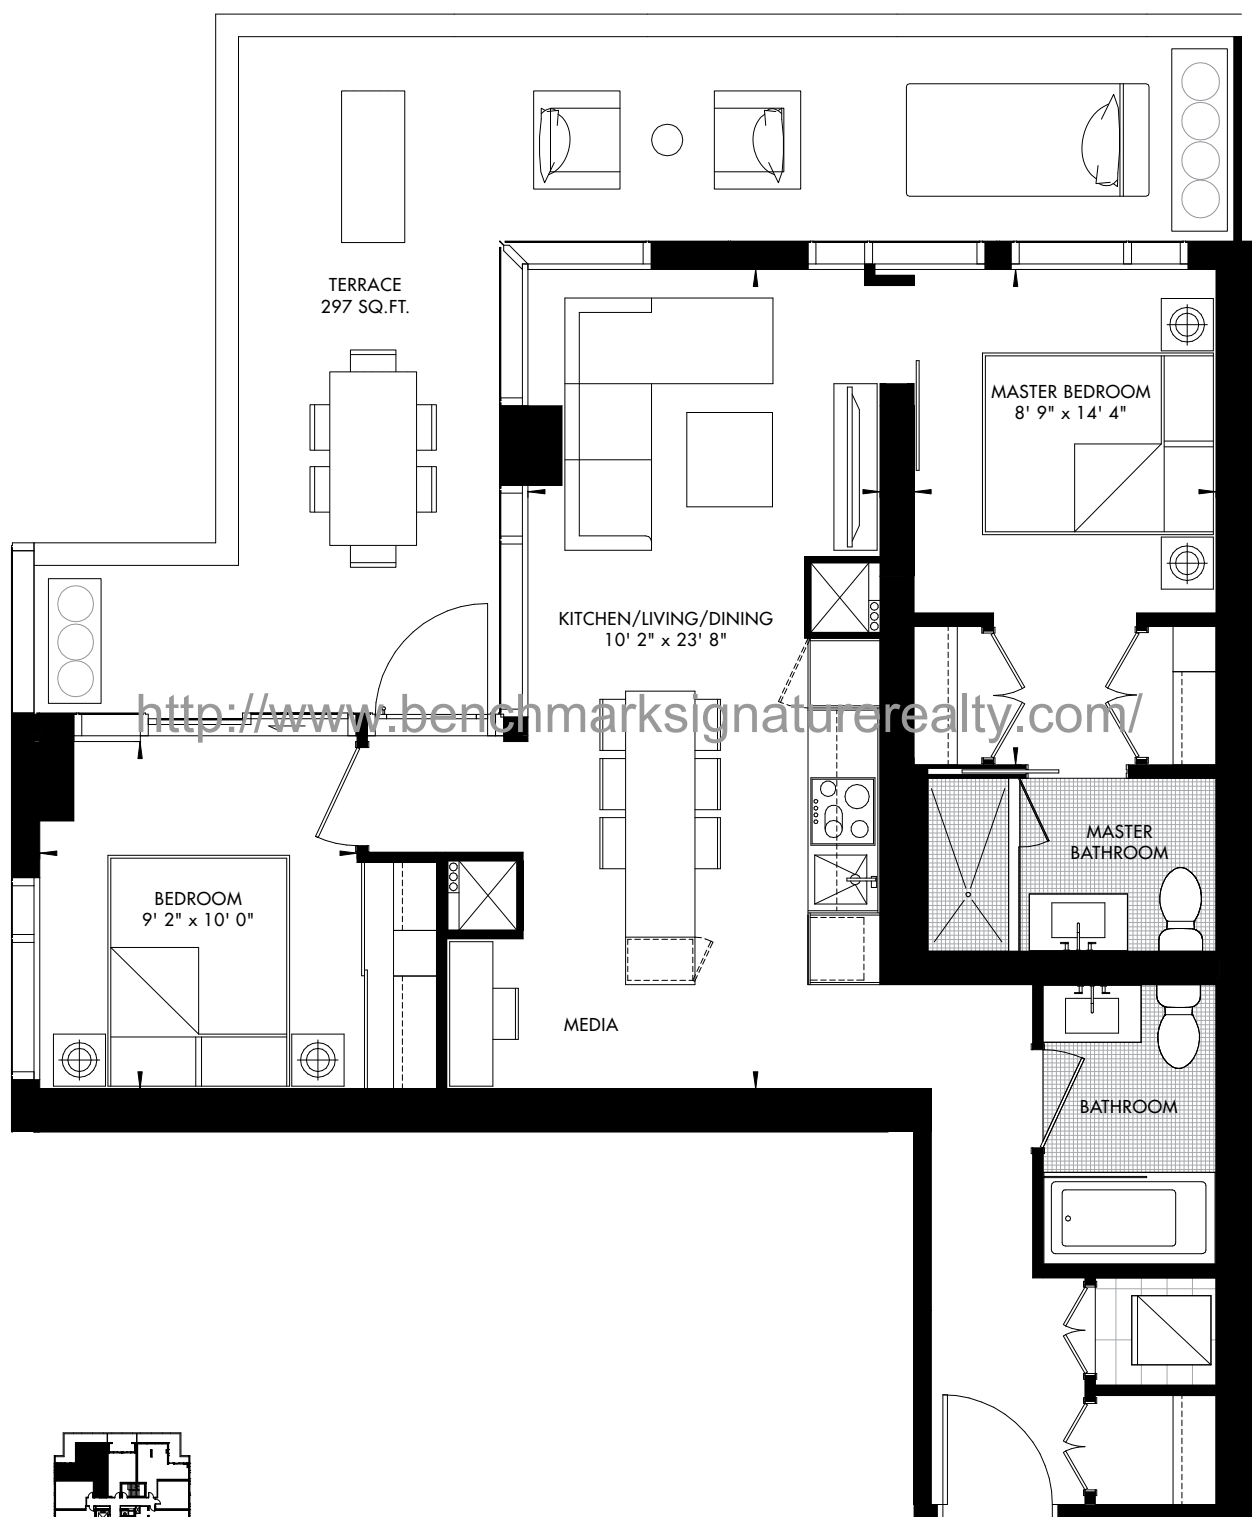 TERRACE
297 SQ.FT.
MASTER BEDROOM
8' 9" x 14' 4"
KITCHEN/LIVING/DINING
10' 2" x 23' 8"
http://www.benchmarksignaturerealty.com/
MASTER
BATHROOM
BEDROOM
9' 2" x 10' 0"
MEDIA
BATHROOM